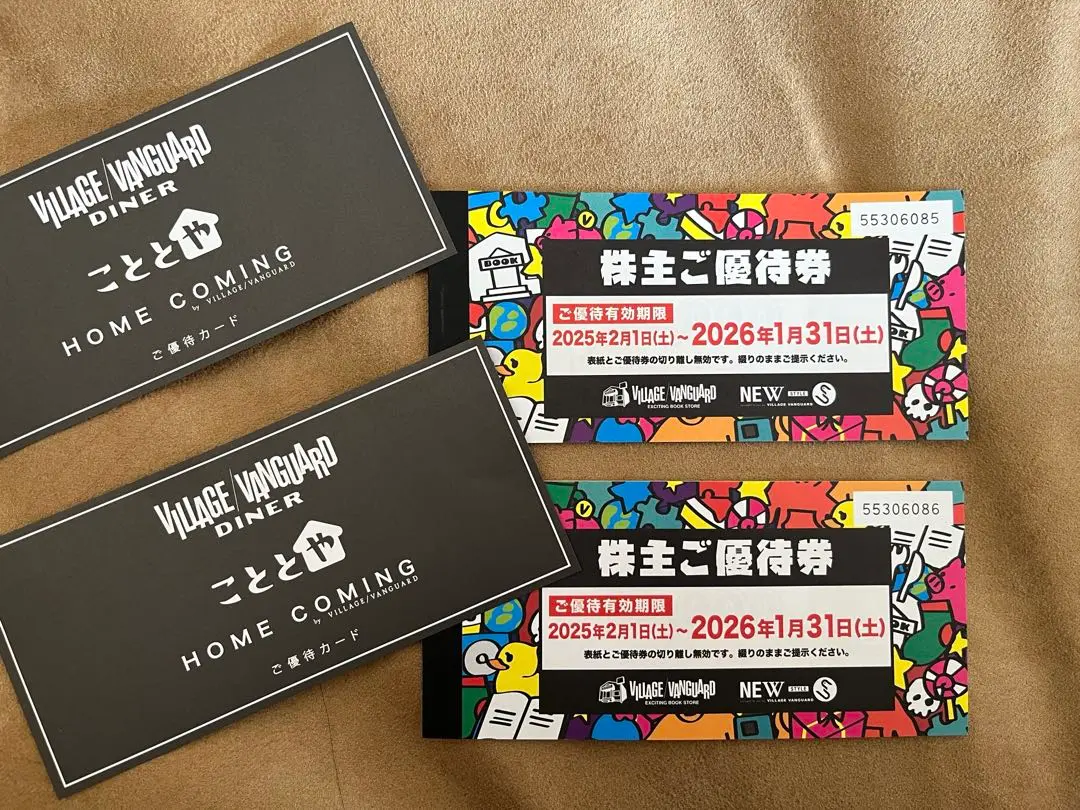 VILLAGE/VANGUARD
DINER
こととや
HOME COMING
by VILLAGE/VANGUARD
ご優待カード
VILLAGE/VANGUARD
DINER
こととや
HOME COMING
by VILLAGE/VANGUARD
ご優待カード
55306085
BOOK
株主ご優待券
ご優待有効期限
2025年2月1日(土)~2026年1月31日(土)
表紙とご優待券の切り離し無効です。綴りのままご提示ください。
VILLAGE/VANGUARD
EXCITING BOOK STORE
NEW STYLE
VILLAGE VANGUARD
55306086
株主ご優待券
ご優待有効期限
2025年2月1日(土)~2026年1月31日(土)
表紙とご優待券の切り離し無効です。綴りのままご提示ください。
VILLAGE/VANGUARD
EXCITING BOOK STORE
NEW STYLE
VILLAGE VANGUARD